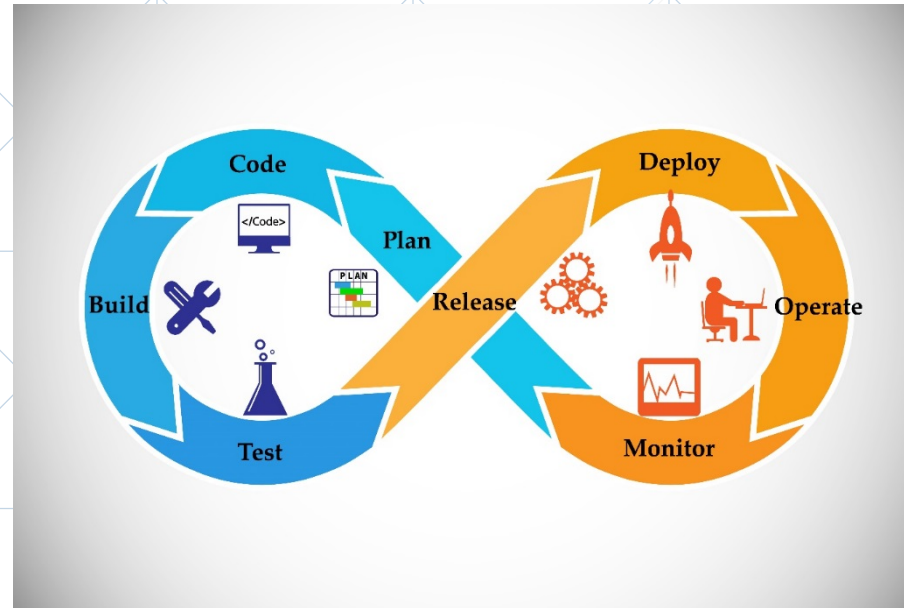 Code
Deploy
</Code>
Plan
PLAN
Build
Release
Operate
Test
Monitor